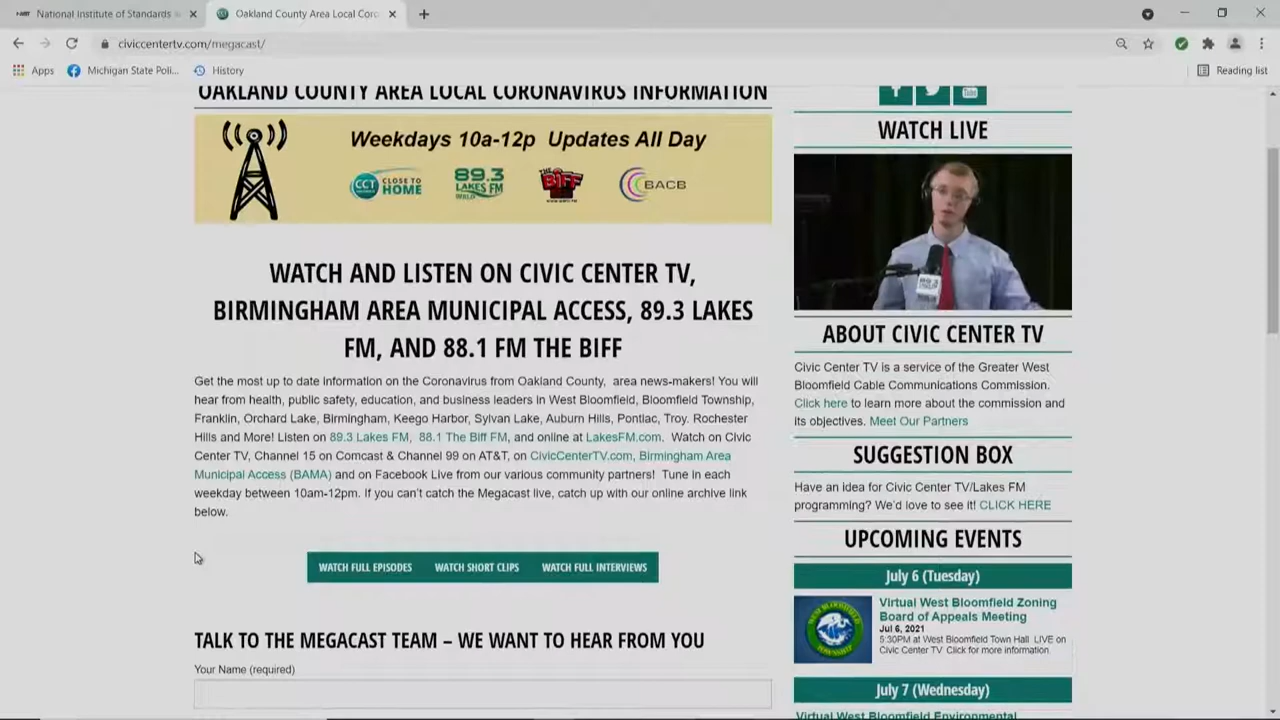 National Institute of Standards
Oakland County Area Local Coro
civiccentertv.com/megacast/
Apps
Michigan State Poli...
History
Reading list
OAKLAND COUNTY AREA LOCAL CORONAVIRUS INFORMATION
Weekdays 10a-12p Updates All Day
CCT CLOSE TO HOME
89.3 LAKES FM
THE BIFF
BACB
WATCH AND LISTEN ON CIVIC CENTER TV,
BIRMINGHAM AREA MUNICIPAL ACCESS, 89.3 LAKES
FM, AND 88.1 FM THE BIFF
Get the most up to date information on the Coronavirus from Oakland County, area news-makers! You will
hear from health, public safety, education, and business leaders in West Bloomfield, Bloomfield Township,
Franklin, Orchard Lake, Birmingham, Keego Harbor, Sylvan Lake, Auburn Hills, Pontiac, Troy. Rochester
Hills and More! Listen on 89.3 Lakes FM, 88.1 The Biff FM, and online at LakesFM.com. Watch on Civic
Center TV, Channel 15 on Comcast & Channel 99 on AT&T, on CivicCenterTV.com, Birmingham Area
Municipal Access (BAMA) and on Facebook Live from our various community partners! Tune in each
weekday between 10am-12pm. If you can't catch the Megacast live, catch up with our online archive link
below.
WATCH FULL EPISODES WATCH SHORT CLIPS WATCH FULL INTERVIEWS
TALK TO THE MEGACAST TEAM – WE WANT TO HEAR FROM YOU
Your Name (required)
WATCH LIVE
ABOUT CIVIC CENTER TV
Civic Center TV is a service of the Greater West
Bloomfield Cable Communications Commission.
Click here to learn more about the commission and
its objectives. Meet Our Partners
SUGGESTION BOX
Have an idea for Civic Center TV/Lakes FM
programming? We'd love to see it! CLICK HERE
UPCOMING EVENTS
July 6 (Tuesday)
Virtual West Bloomfield Zoning
Board of Appeals Meeting
Jul 6, 2021
5:30PM at West Bloomfield Town Hall LIVE on
Civic Center TV Click for more information.
July 7 (Wednesday)
Virtual West Bloomfield Environmental